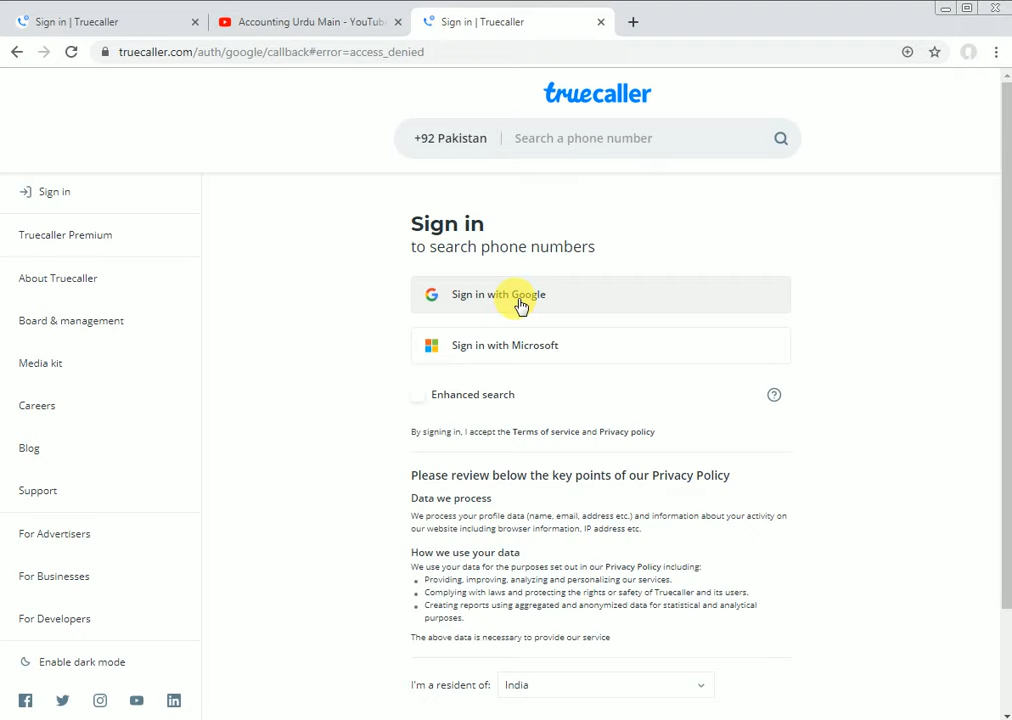 Sign in | Truecaller
Accounting Urdu Main - YouTube
Sign in | Truecaller
truecaller.com/auth/google/callback#error=access_denied
truecaller
+92 Pakistan
Search a phone number
Sign in
Truecaller Premium
About Truecaller
Board & management
Media kit
Careers
Blog
Support
For Advertisers
For Businesses
For Developers
Enable dark mode
Sign in
to search phone numbers
Sign in with Google
Sign in with Microsoft
Enhanced search
By signing in, I accept the Terms of service and Privacy policy
Please review below the key points of our Privacy Policy
Data we process
We process your profile data (name, email, address etc.) and information about your activity on
our website including browser information, IP address etc.
How we use your data
We use your data for the purposes set out in our Privacy Policy including:
• Providing, improving, analyzing and personalizing our services.
• Complying with laws and protecting the rights or safety of Truecaller and its users.
• Creating reports using aggregated and anonymized data for statistical and analytical
purposes.
The above data is necessary to provide our service
I'm a resident of:
India